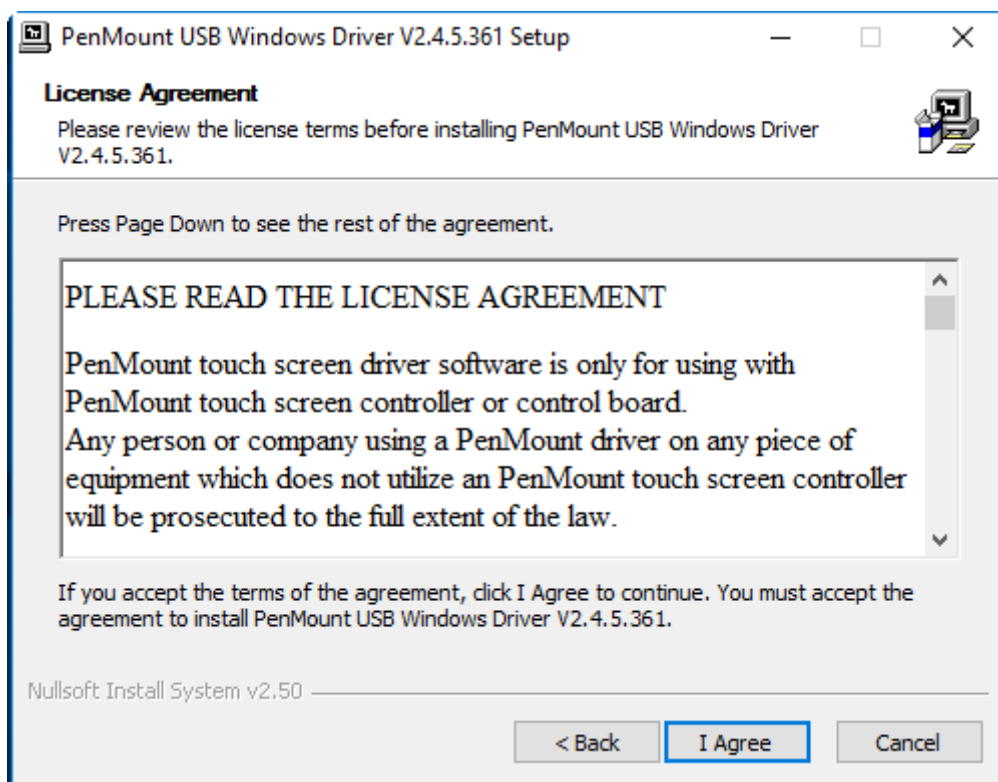 PenMount USB Windows Driver V2.4.5.361 Setup
License Agreement
Please review the license terms before installing PenMount USB Windows Driver
V2.4.5.361.
Press Page Down to see the rest of the agreement.
PLEASE READ THE LICENSE AGREEMENT
PenMount touch screen driver software is only for using with
PenMount touch screen controller or control board.
Any person or company using a PenMount driver on any piece of
equipment which does not utilize an PenMount touch screen controller
will be prosecuted to the full extent of the law.
If you accept the terms of the agreement, click I Agree to continue. You must accept the
agreement to install PenMount USB Windows Driver V2.4.5.361.
Nullsoft Install System v2.50
< Back I Agree Cancel